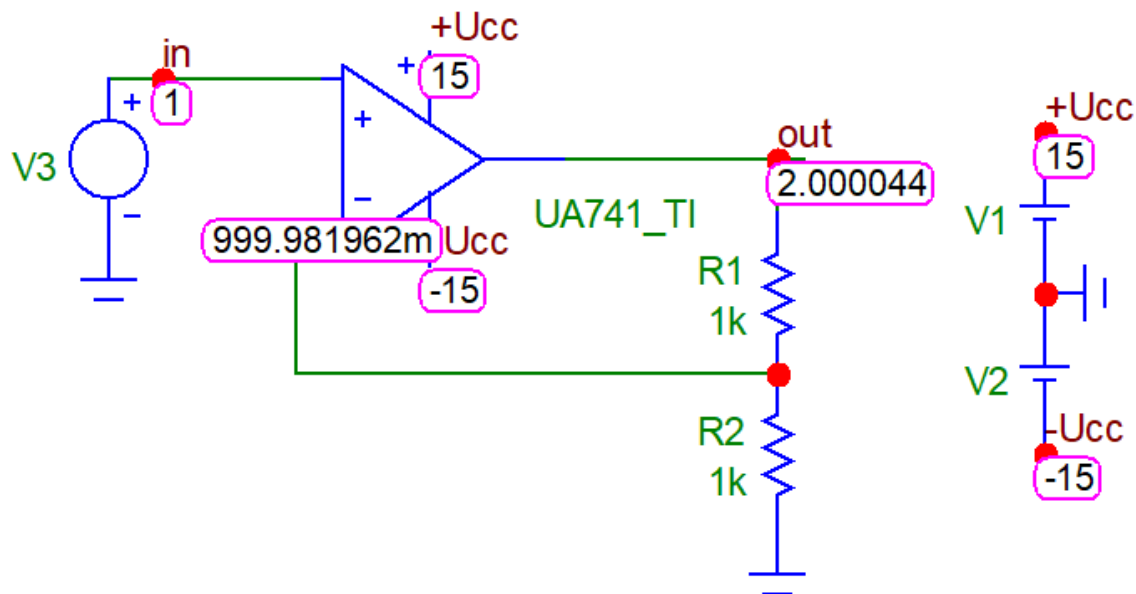 +Ucc
in
+
15
+
1
+
V3
-
-
out
2.000044
UA741_TI
999.981962m
Ucc
-15
R1
1k
R2
1k
+Ucc
15
V1
V2
-Ucc
-15